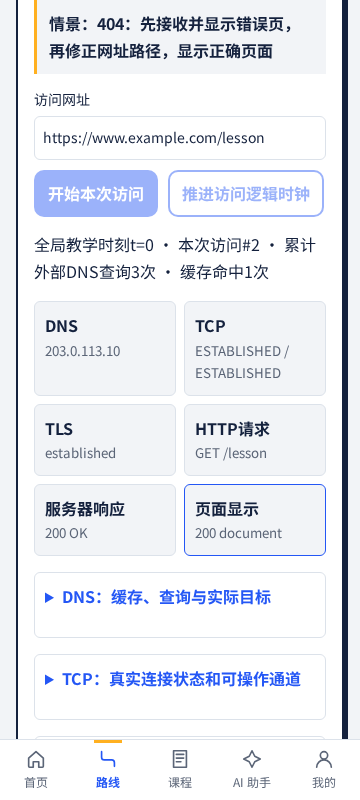 情景：404：先接收并显示错误页，
再修正网址路径，显示正确页面
访问网址
https://www.example.com/lesson
开始本次访问
推进访问逻辑时钟
全局教学时刻t=0 · 本次访问#2 · 累计
外部DNS查询3次 · 缓存命中1次
DNS
203.0.113.10
TCP
ESTABLISHED /
ESTABLISHED
TLS
established
HTTP请求
GET /lesson
服务器响应
200 OK
页面显示
200 document
▶ DNS：缓存、查询与实际目标
▶ TCP：真实连接状态和可操作通道
首页
路线
课程
AI 助手
我的